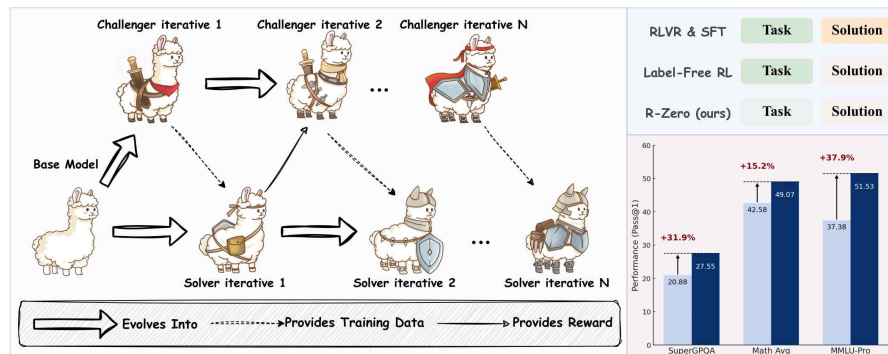 Challenger iterative 1
Challenger iterative 2
Challenger iterative N
Base Model
...
...
Solver iterative 1
Solver iterative 2
Solver iterative N
Evolves Into
Provides Training Data
Provides Reward
RLVR & SFT Task Solution
Label-Free RL Task Solution
R-Zero (ours) Task Solution
Performance (Pass@1)
60
50
40
30
20
10
0
+31.9%
20.88
27.55
+15.2%
42.58
49.07
+37.9%
37.38
51.53
SuperGPQA
Math Avg
MMLU-Pro